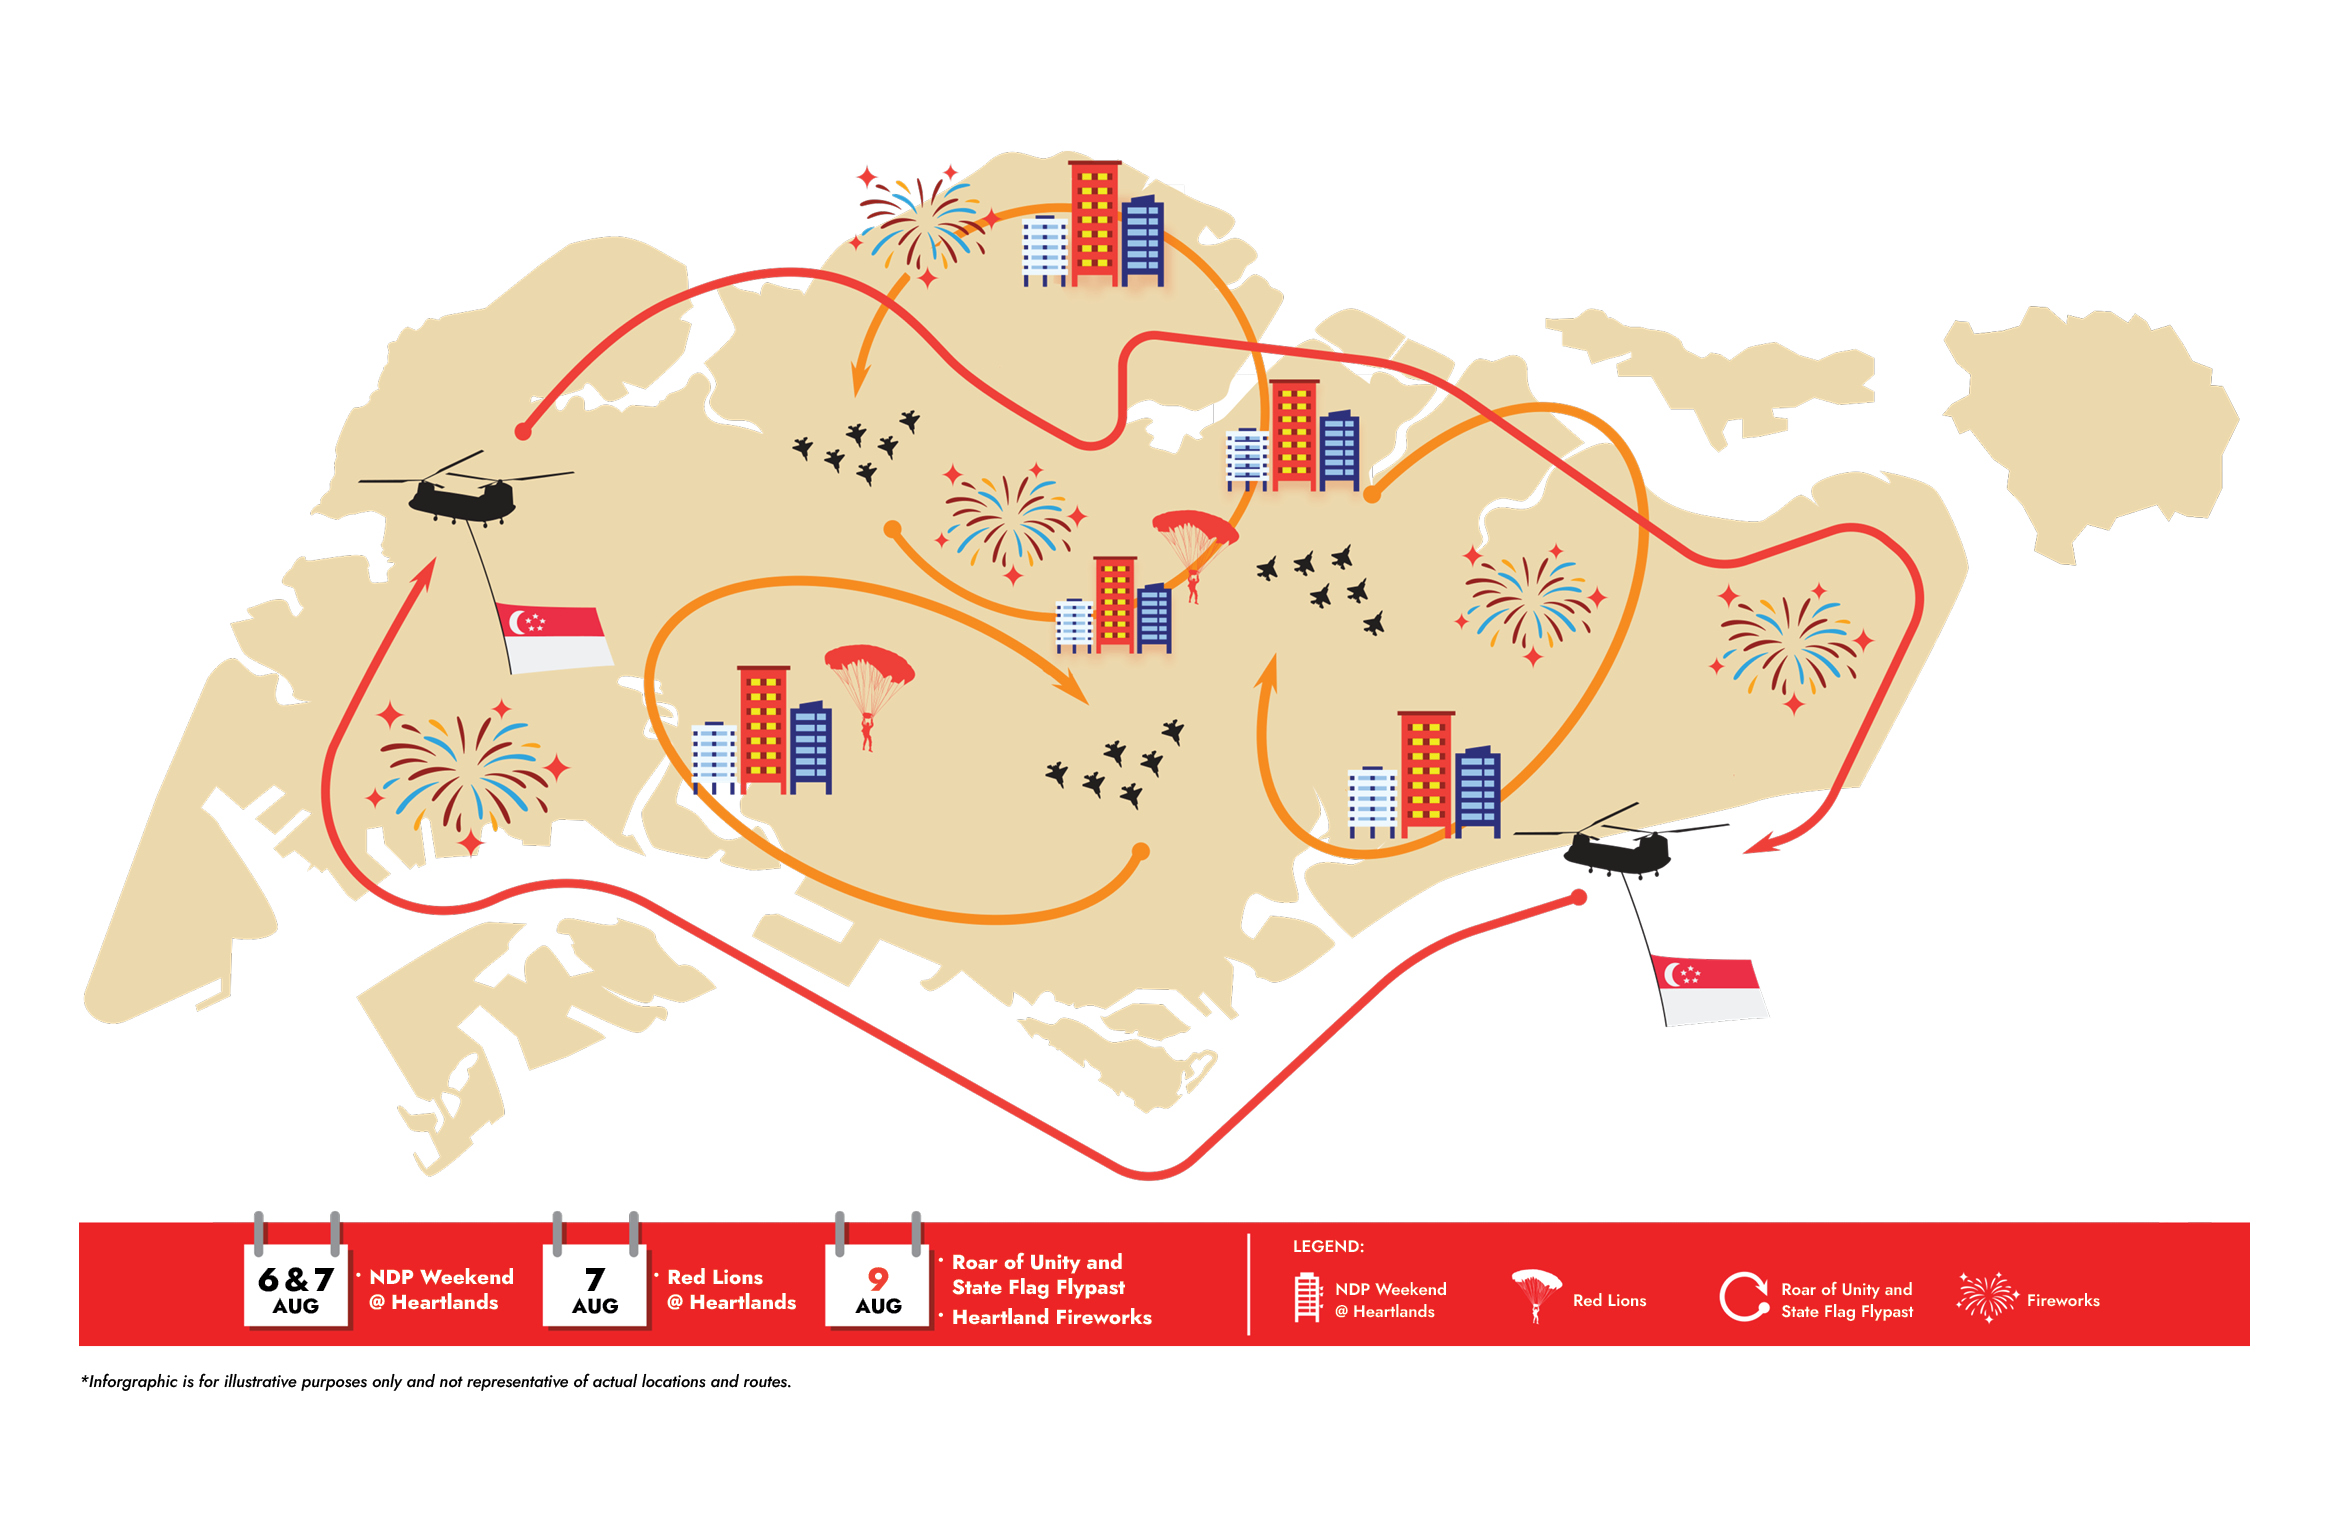 6 & 7
AUG
· NDP Weekend
@ Heartlands
7
AUG
· Red Lions
@ Heartlands
9
AUG
· Roar of Unity and
State Flag Flypast
· Heartland Fireworks
LEGEND:
NDP Weekend
@ Heartlands
Red Lions
Roar of Unity and
State Flag Flypast
Fireworks
*Inforgraphic is for illustrative purposes only and not representative of actual locations and routes.